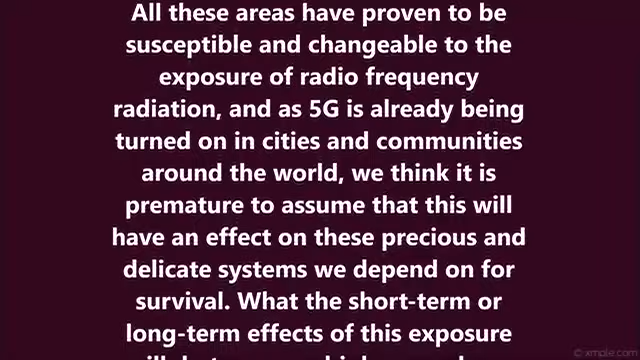 All these areas have proven to be
susceptible and changeable to the
exposure of radio frequency
radiation, and as 5G is already being
turned on in cities and communities
around the world, we think it is
premature to assume that this will
have an effect on these precious and
delicate systems we depend on for
survival. What the short-term or
long-term effects of this exposure
© xmple.com